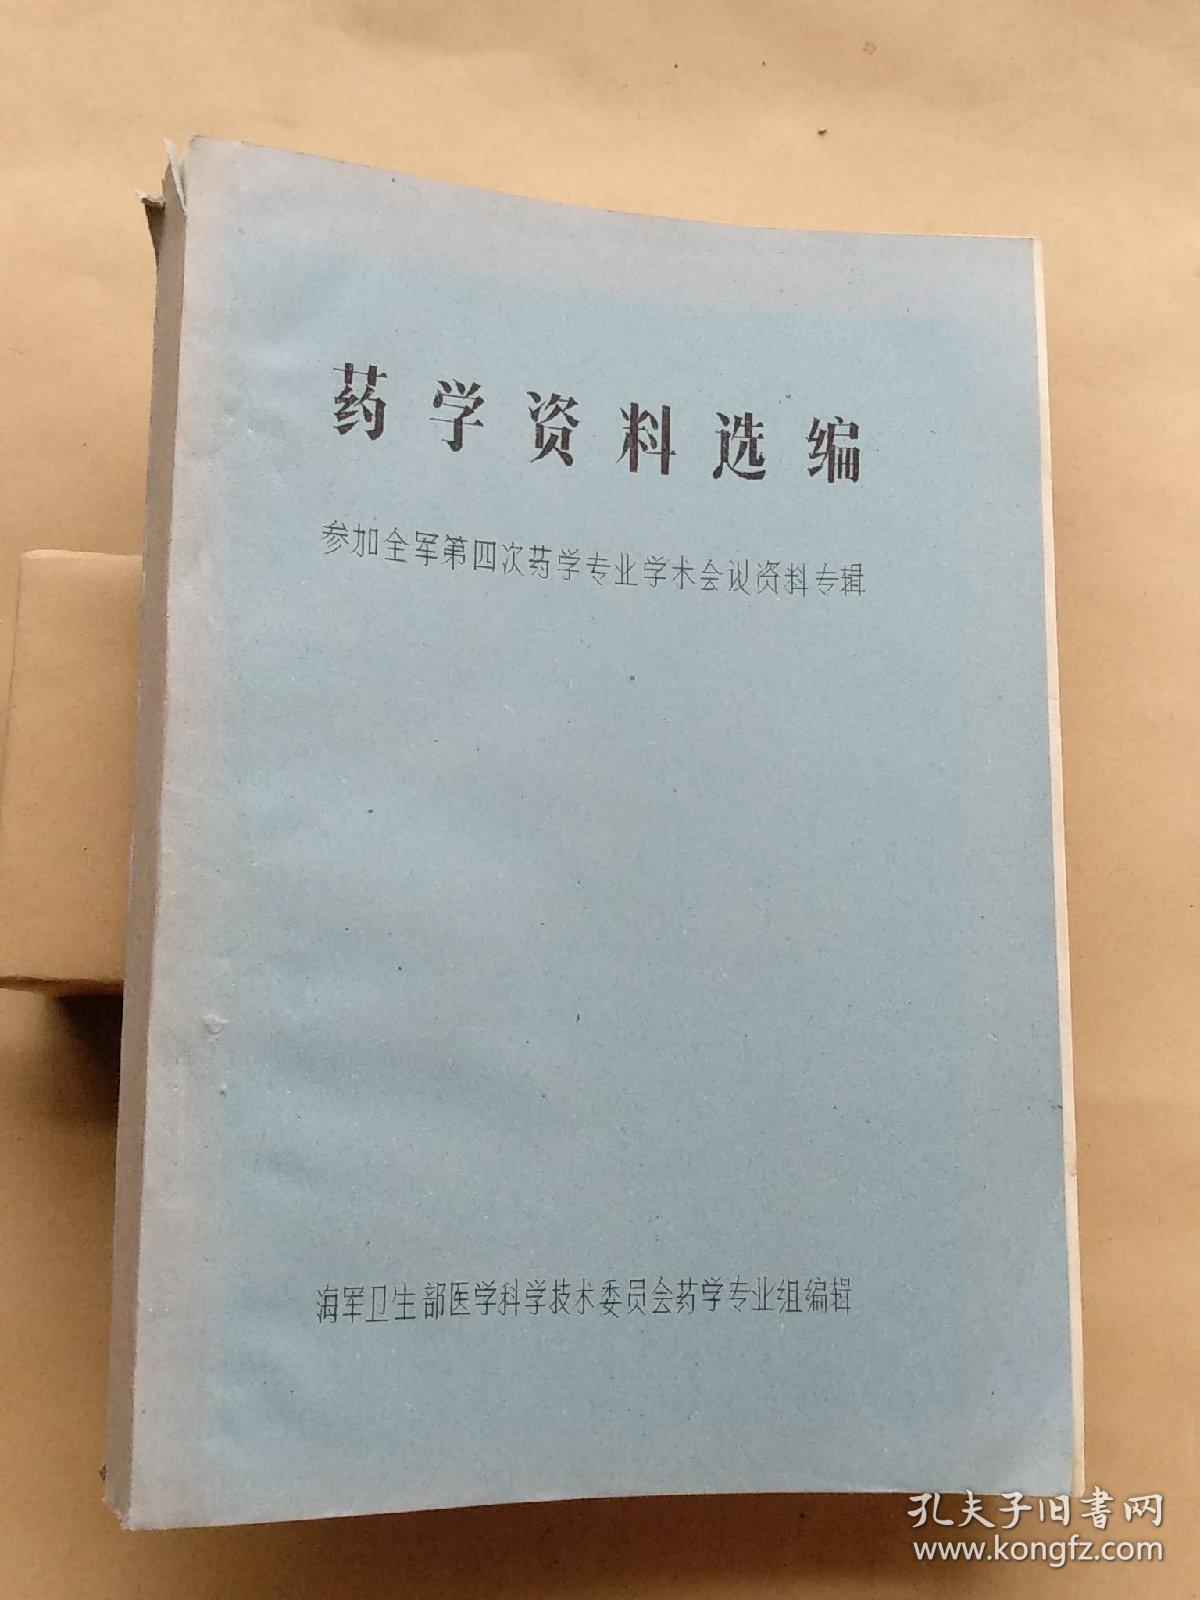 药学资料选编
参加全军第四次药学专业学术会议资料专辑
海军卫生部医学科学技术委员会药学专业组编辑
孔夫子旧书网
www.kongfz.com